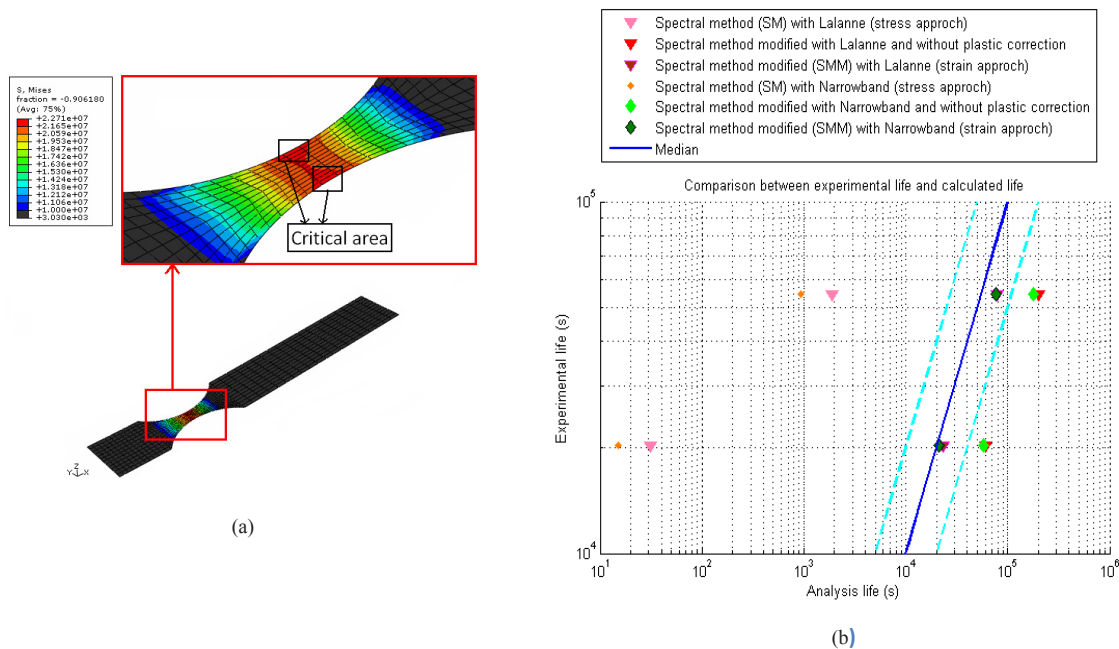 S, Mises
fraction = -0.906180
(Avg: 75%)
+2.271e+07
+2.165e+07
+2.059e+07
+1.953e+07
+1.847e+07
+1.742e+07
+1.636e+07
+1.530e+07
+1.424e+07
+1.318e+07
+1.212e+07
+1.106e+07
+1.000e+07
+3.030e+03
Critical area
Z
Y X
(a)
Spectral method (SM) with Lalanne (stress approch)
Spectral method modified with Lalanne and without plastic correction
Spectral method modified (SMM) with Lalanne (strain approch)
Spectral method (SM) with Narrowband (stress approch)
Spectral method modified with Narrowband and without plastic correction
Spectral method modified (SMM) with Narrowband (strain approch)
Median
Comparison between experimental life and calculated life
Experimental life (s)
10^5
10^4
10^1 10^2 10^3 10^4 10^5 10^6
Analysis life (s)
(b)